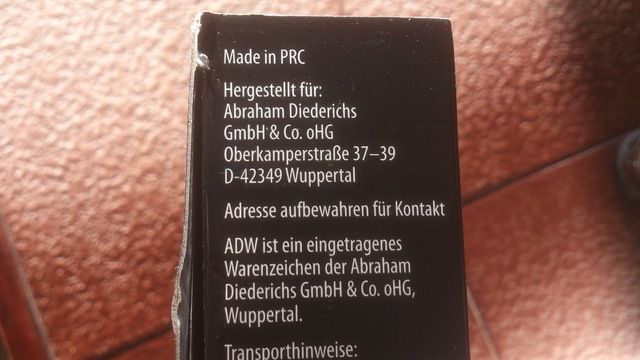 Made in PRC
Hergestellt für:
Abraham Diederichs
GmbH & Co. oHG
Oberkamperstraße 37–39
D-42349 Wuppertal
Adresse aufbewahren für Kontakt
ADW ist ein eingetragenes
Warenzeichen der Abraham
Diederichs GmbH & Co. oHG,
Wuppertal.
Transporthinweise: